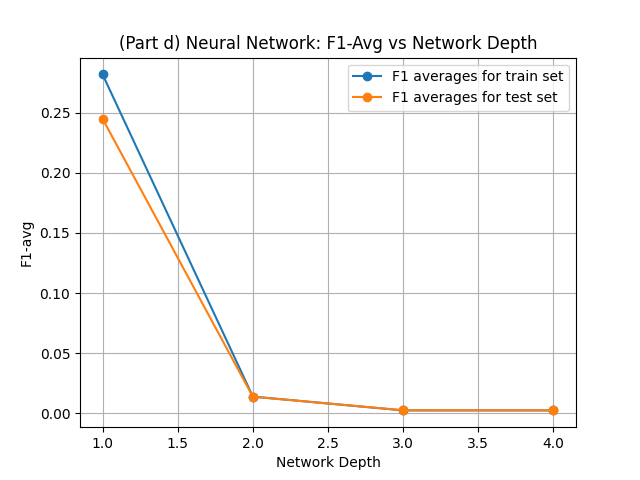 (Part d) Neural Network: F1-Avg vs Network Depth
F1 averages for train set
F1 averages for test set
F1-avg
0.25
0.20
0.15
0.10
0.05
0.00
1.0 1.5 2.0 2.5 3.0 3.5 4.0
Network Depth